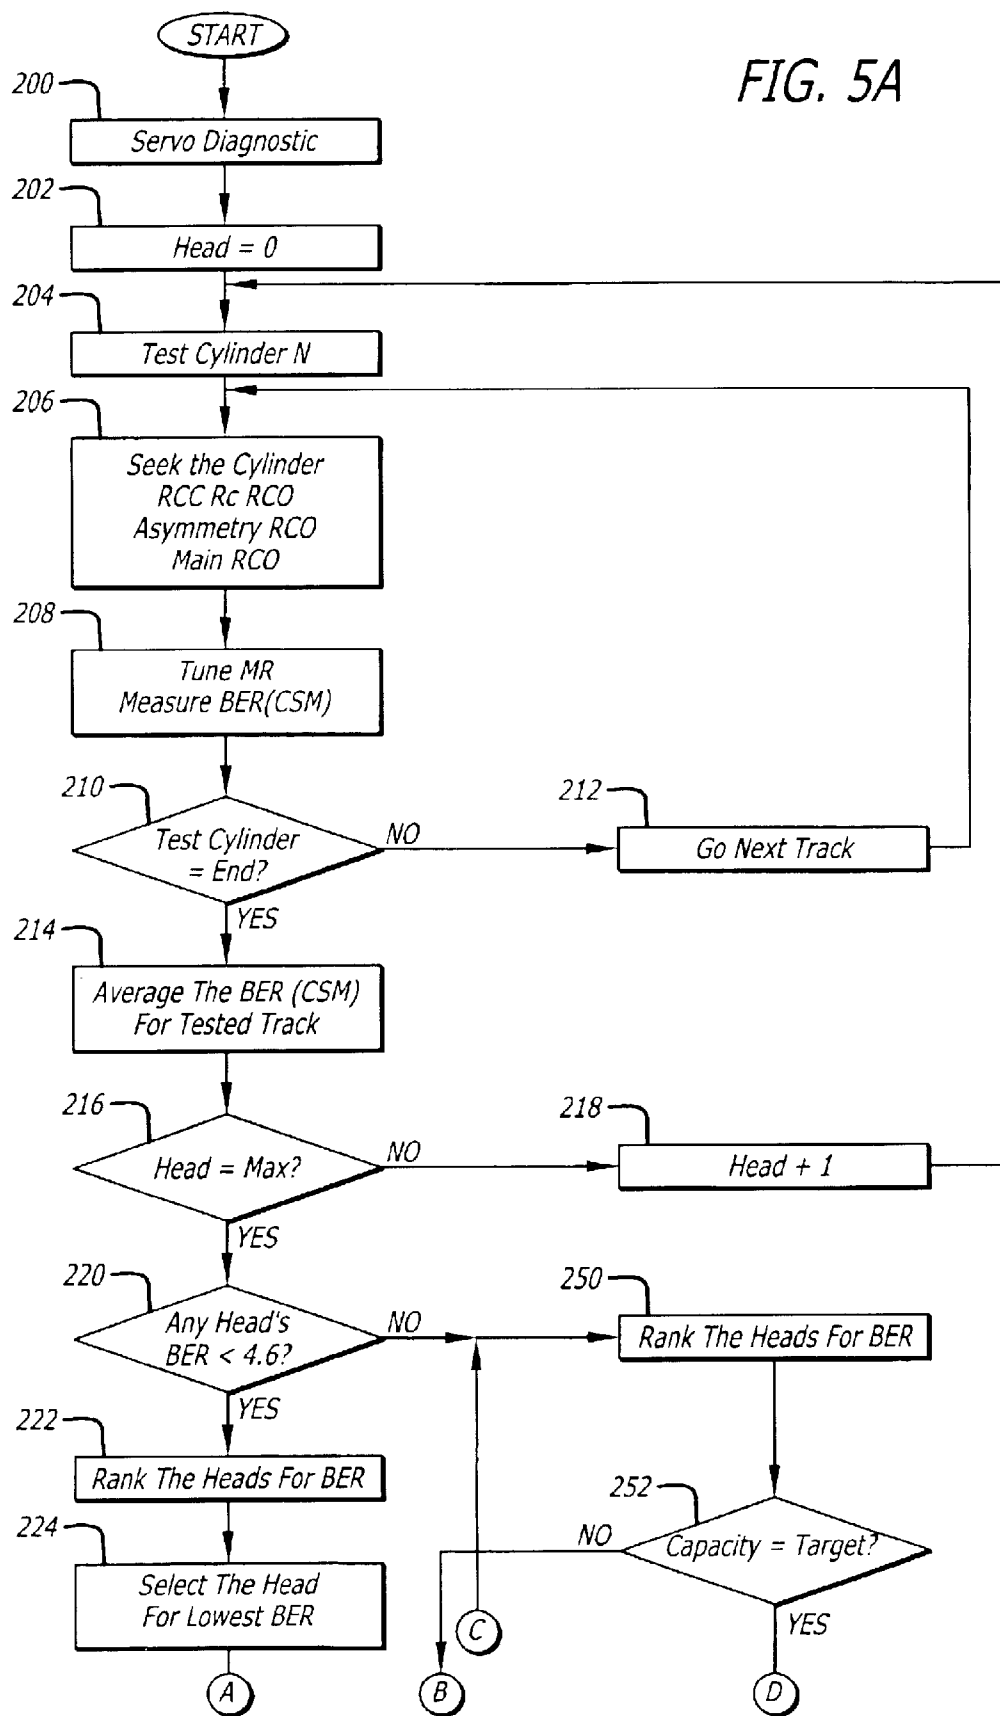 START
FIG. 5A
200
Servo Diagnostic
202
Head = 0
204
Test Cylinder N
206
Seek the Cylinder
RCC Rc RCO
Asymmetry RCO
Main RCO
208
Tune MR
Measure BER(CSM)
210
Test Cylinder
= End?
NO
212
Go Next Track
YES
214
Average The BER (CSM)
For Tested Track
216
Head = Max?
NO
218
Head + 1
YES
220
Any Head's
BER < 4.6?
NO
250
Rank The Heads For BER
YES
222
Rank The Heads For BER
252
Capacity = Target?
NO
YES
224
Select The Head
For Lowest BER
C
A
B
D